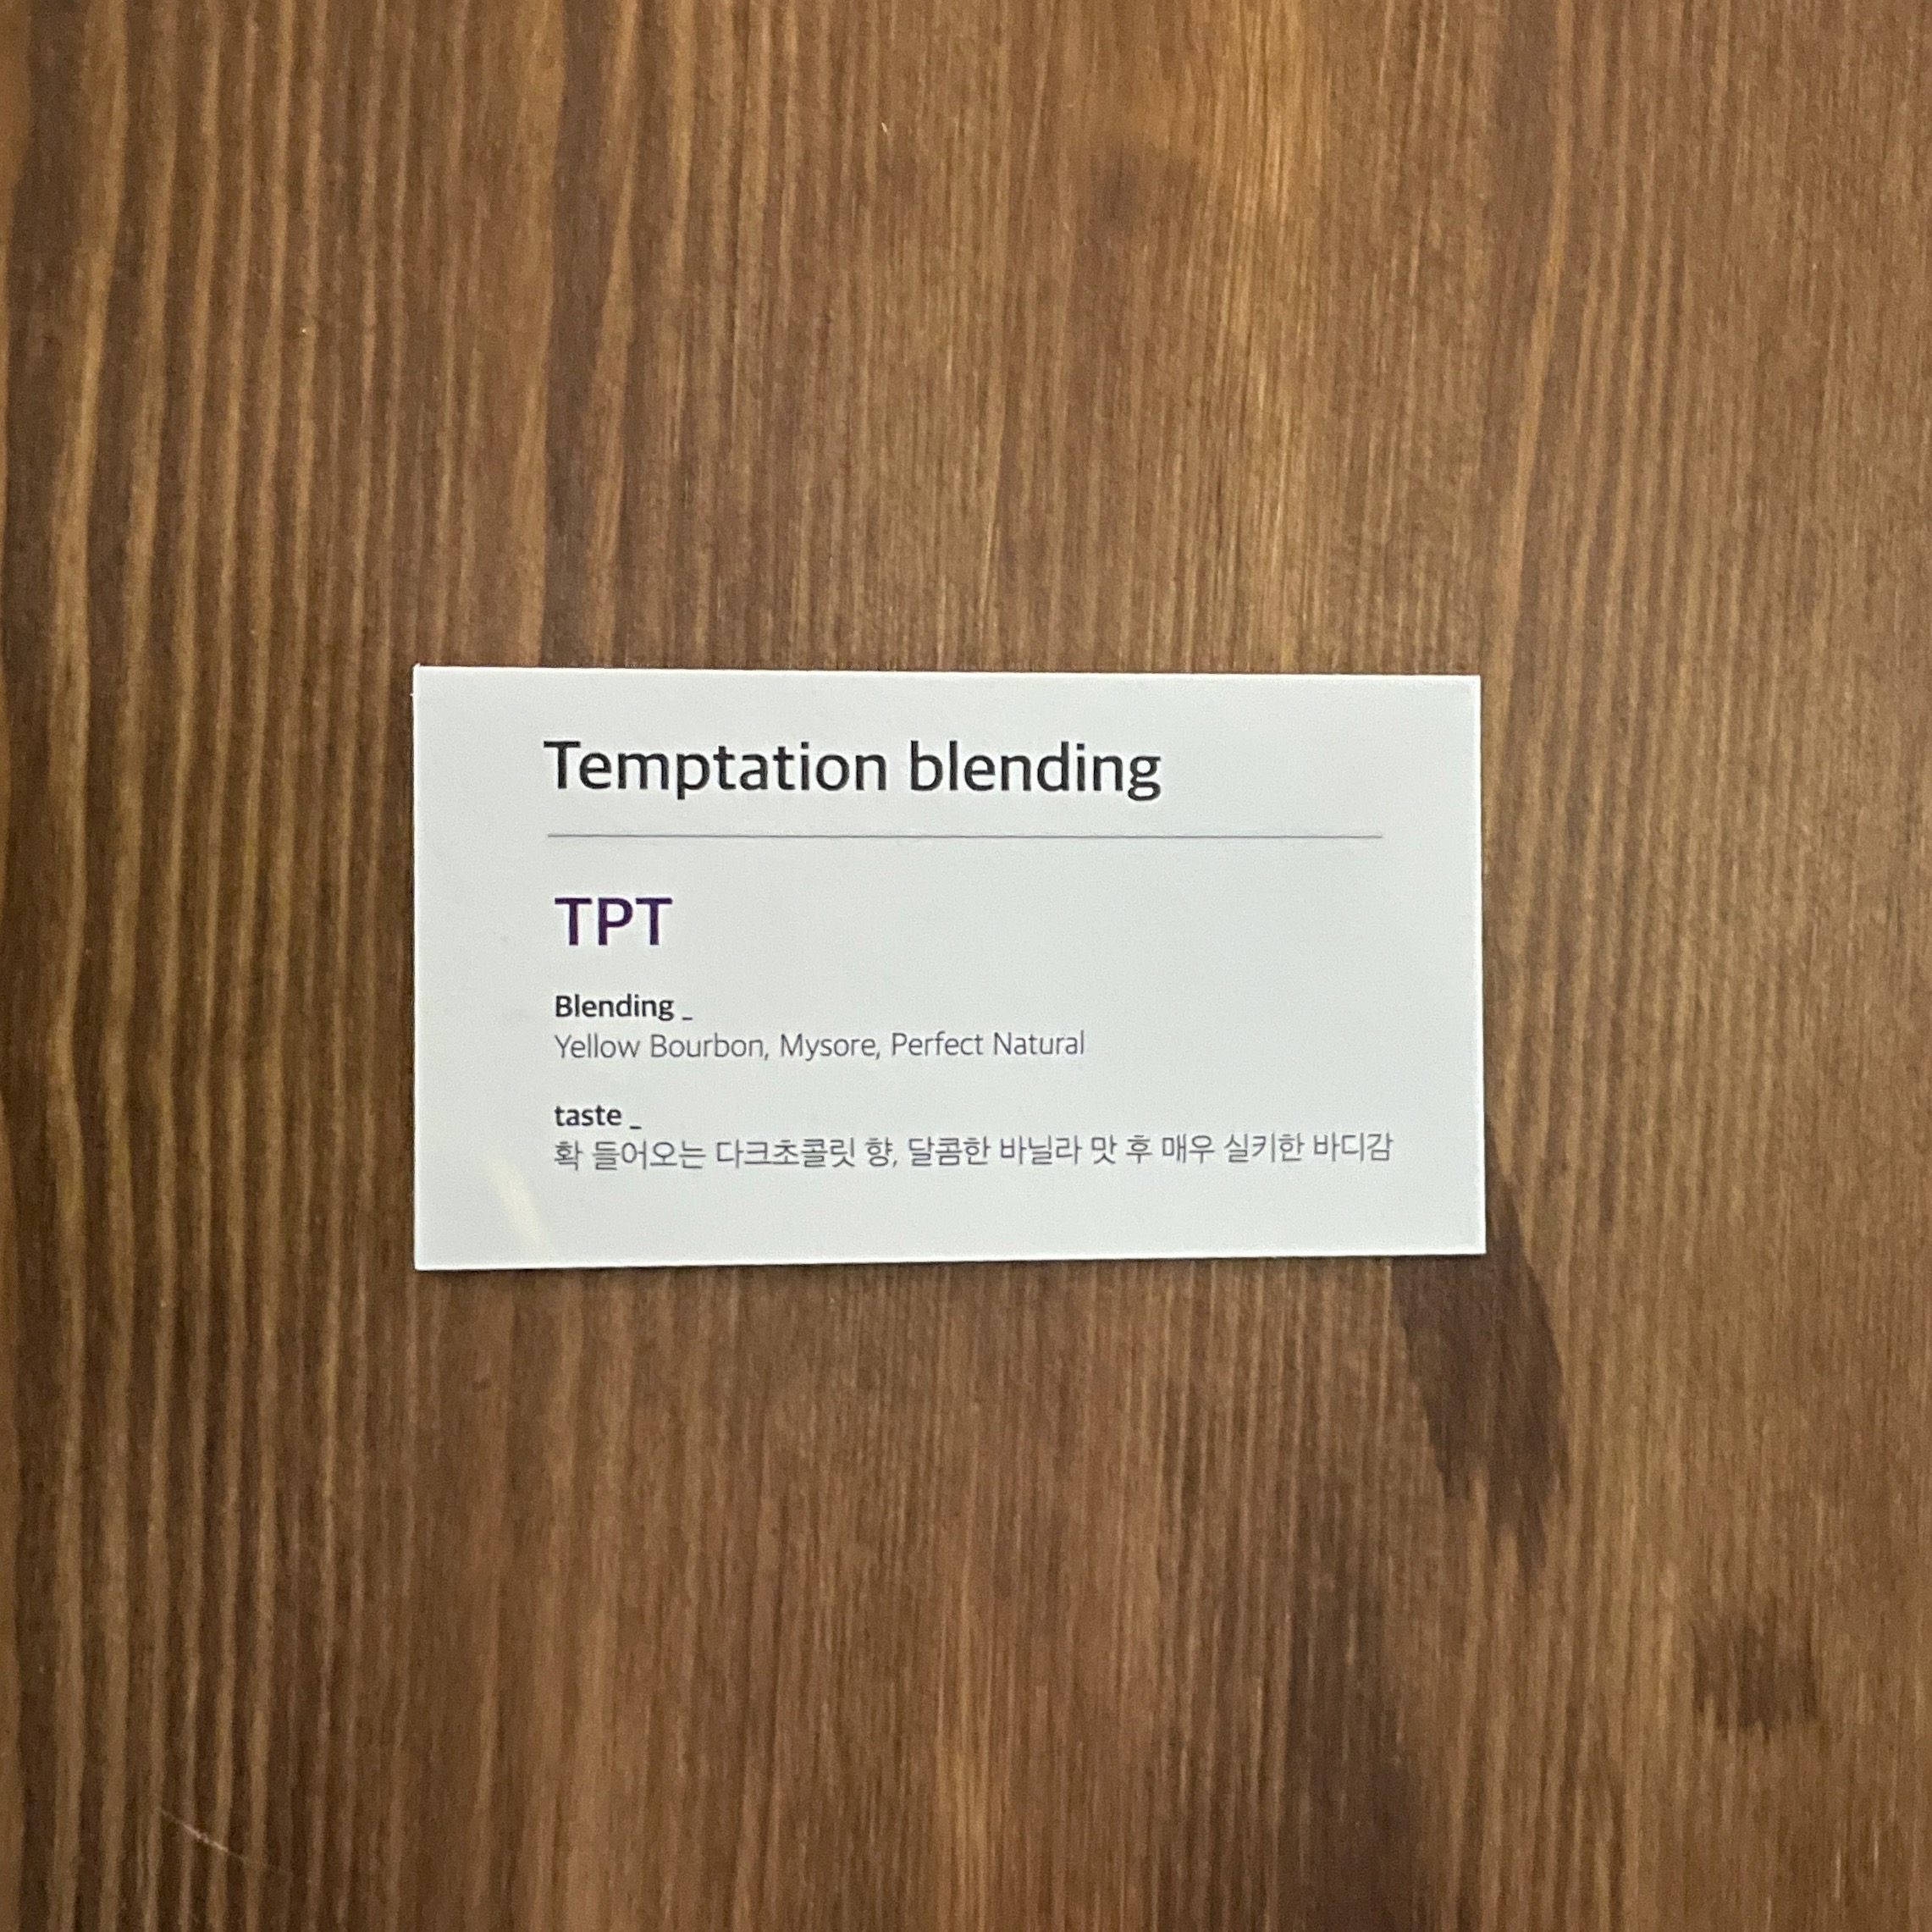 Temptation blending
TPT
Blending _
Yellow Bourbon, Mysore, Perfect Natural
taste _
확 들어오는 다크초콜릿 향, 달콤한 바닐라 맛 후 매우 실키한 바디감